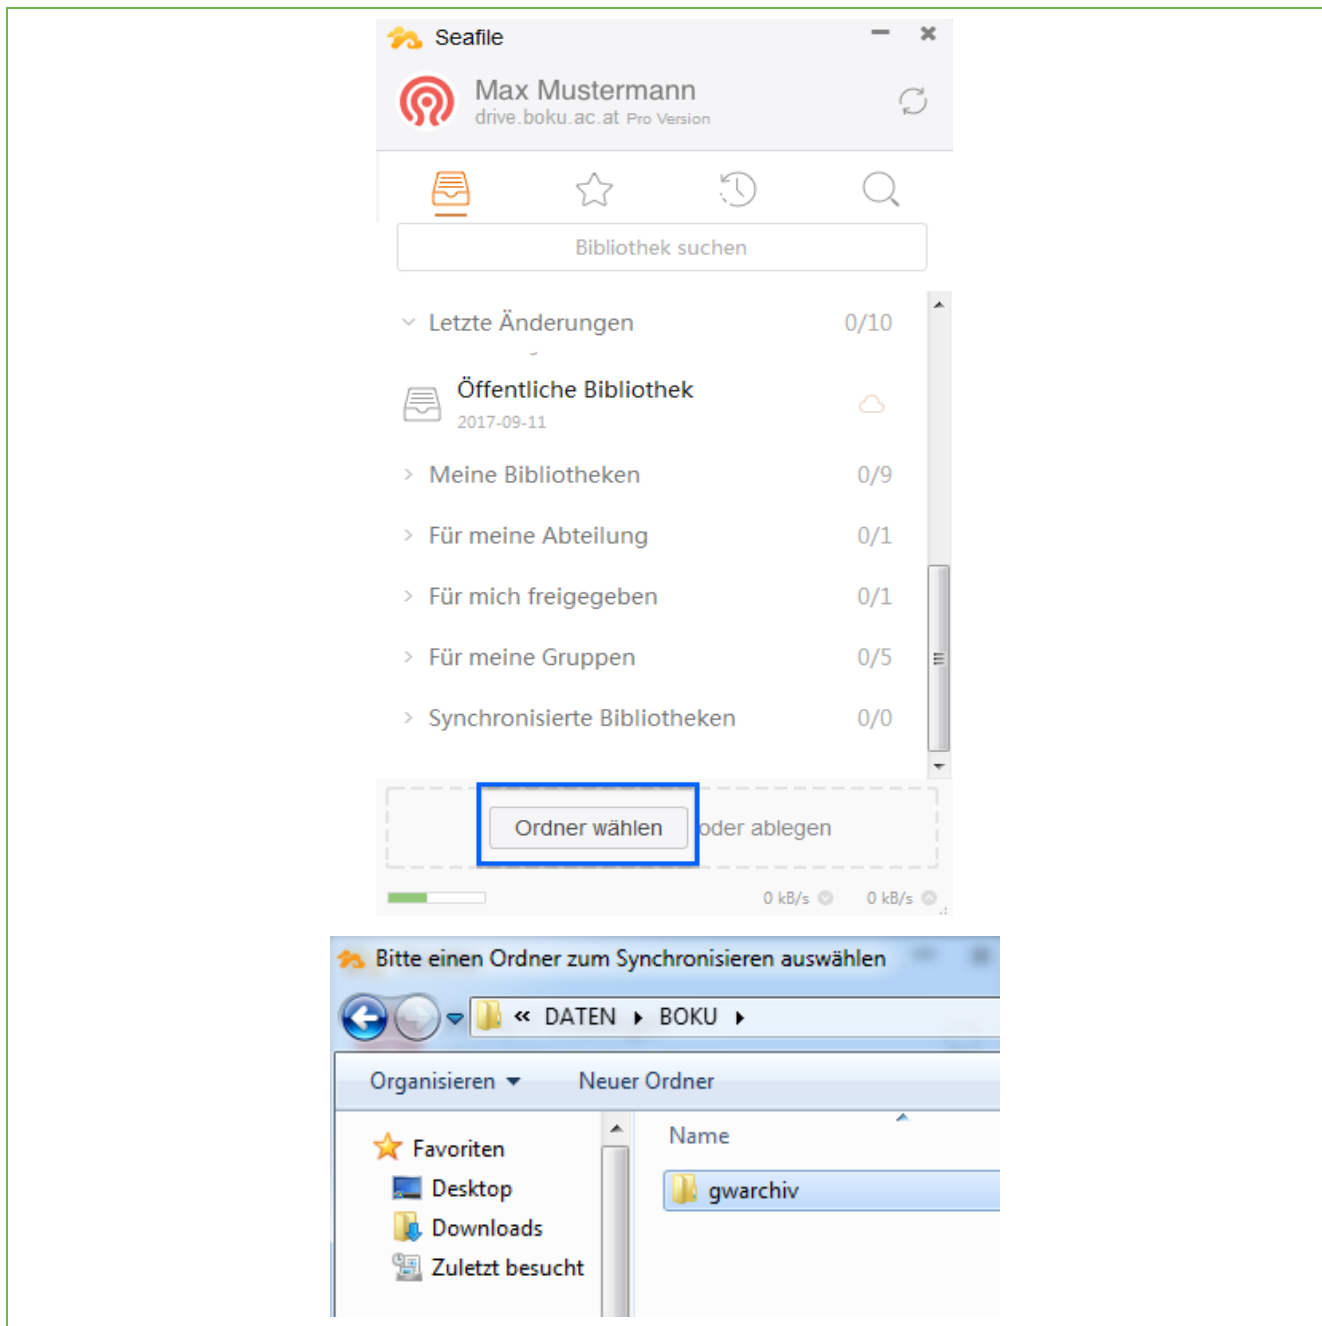 Seafile
Max Mustermann
drive.boku.ac.at Pro Version
Bibliothek suchen
Letzte Änderungen 0/10
Öffentliche Bibliothek
2017-09-11
Meine Bibliotheken 0/9
Für meine Abteilung 0/1
Für mich freigegeben 0/1
Für meine Gruppen 0/5
Synchronisierte Bibliotheken 0/0
Ordner wählen oder ablegen
0 kB/s 0 kB/s
Bitte einen Ordner zum Synchronisieren auswählen
« DATEN BOKU
Organisieren Neuer Ordner
Favoriten Name
Desktop gwarchiv
Downloads
Zuletzt besucht